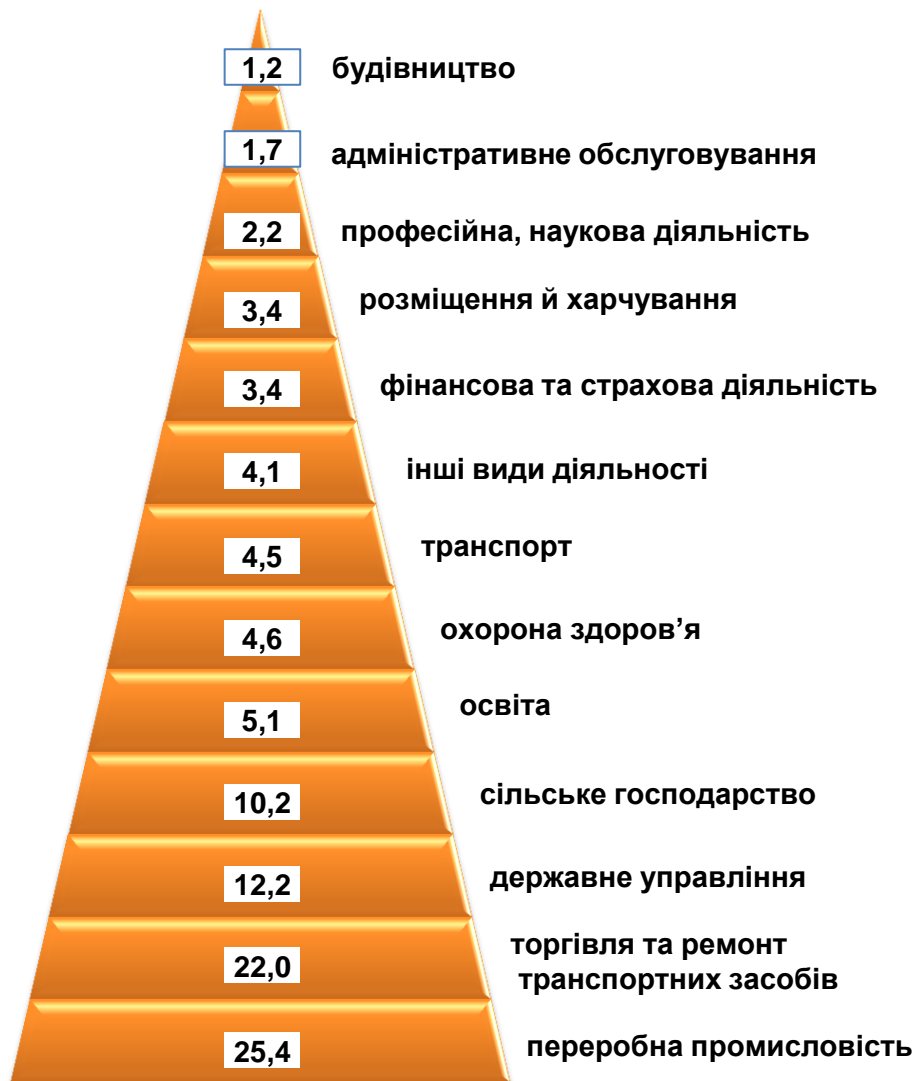 1,2 будівництво
1,7 адміністративне обслуговування
2,2 професійна, наукова діяльність
3,4 розміщення й харчування
3,4 фінансова та страхова діяльність
4,1 інші види діяльності
4,5 транспорт
4,6 охорона здоров’я
5,1 освіта
10,2 сільське господарство
12,2 державне управління
22,0 торгівля та ремонт
транспортних засобів
25,4 переробна промисловість